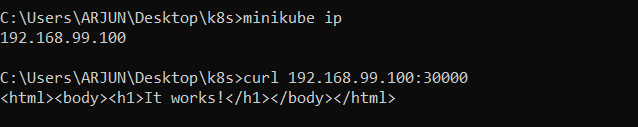 C:\Users\ARJUN\Desktop\k8s>minikube ip
192.168.99.100
C:\Users\ARJUN\Desktop\k8s>curl 192.168.99.100:30000
<html><body><h1>It works!</h1></body></html>